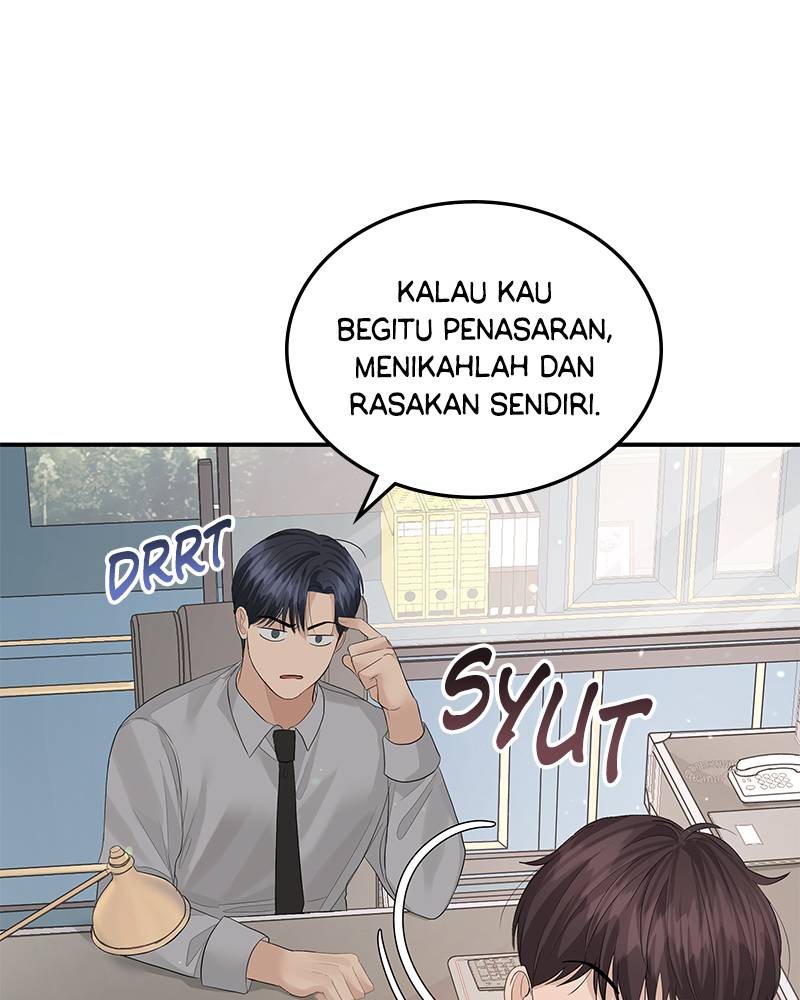 KALAU KAU
BEGITU PENASARAN,
MENIKAHLAH DAN
RASAKAN SENDIRI.
DRRT
SYUT